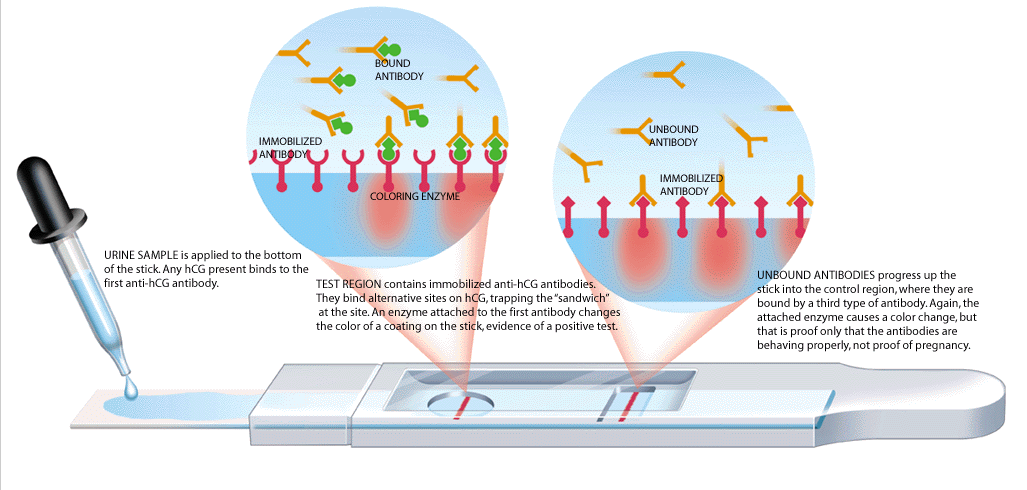 BOUND
ANTIBODY
IMMOBILIZED
ANTIBODY
COLORING ENZYME
UNBOUND
ANTIBODY
IMMOBILIZED
ANTIBODY
URINE SAMPLE is applied to the bottom
of the stick. Any hCG present binds to the
first anti-hCG antibody.
TEST REGION contains immobilized anti-hCG antibodies.
They bind alternative sites on hCG, trapping the “sandwich”
at the site. An enzyme attached to the first antibody changes
the color of a coating on the stick, evidence of a positive test.
UNBOUND ANTIBODIES progress up the
stick into the control region, where they are
bound by a third type of antibody. Again, the
attached enzyme causes a color change, but
that is proof only that the antibodies are
behaving properly, not proof of pregnancy.